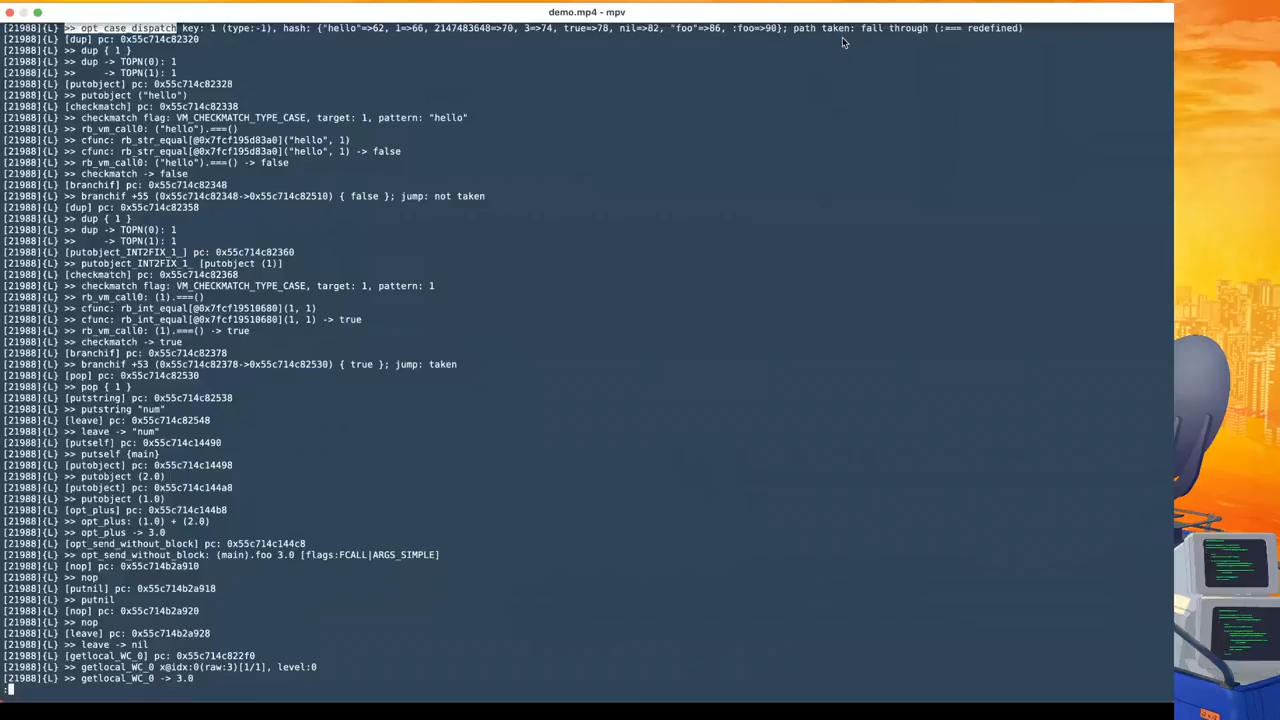 demo.mp4 - mpv
[21988]{L} >> opt_case_dispatch key: 1 (type:-1), hash: {"hello"=>62, 1=>66, 2147483648=>70, 3=>74, true=>78, nil=>82, "foo"=>86, :foo=>90}; path taken: fall through (:=== redefined)
[21988]{L} [dup] pc: 0x55c714c82320
[21988]{L} >> dup { 1 }
[21988]{L} >> dup -> TOPN(0): 1
[21988]{L} >>     -> TOPN(1): 1
[21988]{L} [putobject] pc: 0x55c714c82328
[21988]{L} >> putobject ("hello")
[21988]{L} [checkmatch] pc: 0x55c714c82338
[21988]{L} >> checkmatch flag: VM_CHECKMATCH_TYPE_CASE, target: 1, pattern: "hello"
[21988]{L} >> rb_vm_call0: ("hello").===()
[21988]{L} >> cfunc: rb_str_equal[@0x7fcf195d83a0]("hello", 1)
[21988]{L} >> cfunc: rb_str_equal[@0x7fcf195d83a0]("hello", 1) -> false
[21988]{L} >> rb_vm_call0: ("hello").===() -> false
[21988]{L} >> checkmatch -> false
[21988]{L} [branchif] pc: 0x55c714c82348
[21988]{L} >> branchif +55 (0x55c714c82348->0x55c714c82510) { false }; jump: not taken
[21988]{L} [dup] pc: 0x55c714c82358
[21988]{L} >> dup { 1 }
[21988]{L} >> dup -> TOPN(0): 1
[21988]{L} >>     -> TOPN(1): 1
[21988]{L} [putobject_INT2FIX_1_] pc: 0x55c714c82360
[21988]{L} >> putobject_INT2FIX_1_ [putobject (1)]
[21988]{L} [checkmatch] pc: 0x55c714c82368
[21988]{L} >> checkmatch flag: VM_CHECKMATCH_TYPE_CASE, target: 1, pattern: 1
[21988]{L} >> rb_vm_call0: (1).===()
[21988]{L} >> cfunc: rb_int_equal[@0x7fcf19510680](1, 1)
[21988]{L} >> cfunc: rb_int_equal[@0x7fcf19510680](1, 1) -> true
[21988]{L} >> rb_vm_call0: (1).===() -> true
[21988]{L} >> checkmatch -> true
[21988]{L} [branchif] pc: 0x55c714c82378
[21988]{L} >> branchif +53 (0x55c714c82378->0x55c714c82530) { true }; jump: taken
[21988]{L} [pop] pc: 0x55c714c82530
[21988]{L} >> pop { 1 }
[21988]{L} [putstring] pc: 0x55c714c82538
[21988]{L} >> putstring "num"
[21988]{L} [leave] pc: 0x55c714c82548
[21988]{L} >> leave -> "num"
[21988]{L} [putself] pc: 0x55c714c14490
[21988]{L} >> putself {main}
[21988]{L} [putobject] pc: 0x55c714c14498
[21988]{L} >> putobject (2.0)
[21988]{L} [putobject] pc: 0x55c714c144a8
[21988]{L} >> putobject (1.0)
[21988]{L} [opt_plus] pc: 0x55c714c144b8
[21988]{L} >> opt_plus: (1.0) + (2.0)
[21988]{L} >> opt_plus -> 3.0
[21988]{L} [opt_send_without_block] pc: 0x55c714c144c8
[21988]{L} >> opt_send_without_block: (main).foo 3.0 [flags:FCALL|ARGS_SIMPLE]
[21988]{L} [nop] pc: 0x55c714b2a910
[21988]{L} >> nop
[21988]{L} [putnil] pc: 0x55c714b2a918
[21988]{L} >> putnil
[21988]{L} [nop] pc: 0x55c714b2a920
[21988]{L} >> nop
[21988]{L} [leave] pc: 0x55c714b2a928
[21988]{L} >> leave -> nil
[21988]{L} [getlocal_WC_0] pc: 0x55c714c822f0
[21988]{L} >> getlocal_WC_0 x@idx:0(raw:3)[1/1], level:0
[21988]{L} >> getlocal_WC_0 -> 3.0
: